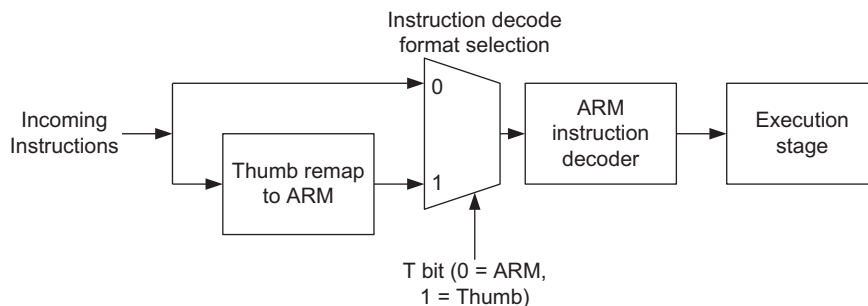 Instruction decode
format selection
Incoming
Instructions
0
Thumb remap
to ARM
1
ARM
instruction
decoder
Execution
stage
T bit (0 = ARM,
1 = Thumb)